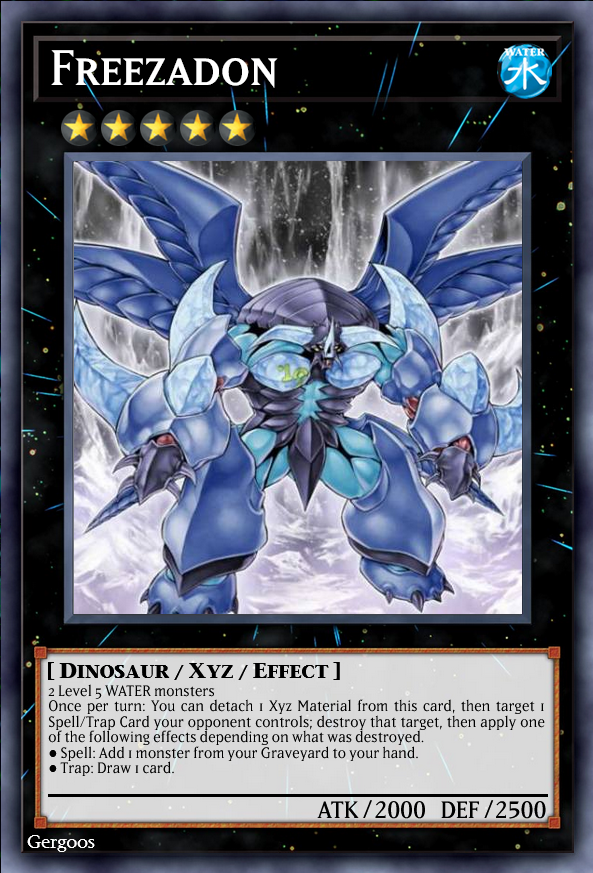 Freezadon
WATER
水
19
[ Dinosaur / Xyz / Effect ]
2 Level 5 WATER monsters
Once per turn: You can detach 1 Xyz Material from this card, then target 1
Spell/Trap Card your opponent controls; destroy that target, then apply one
of the following effects depending on what was destroyed.
● Spell: Add 1 monster from your Graveyard to your hand.
● Trap: Draw 1 card.
ATK / 2000 DEF / 2500
Gergoos